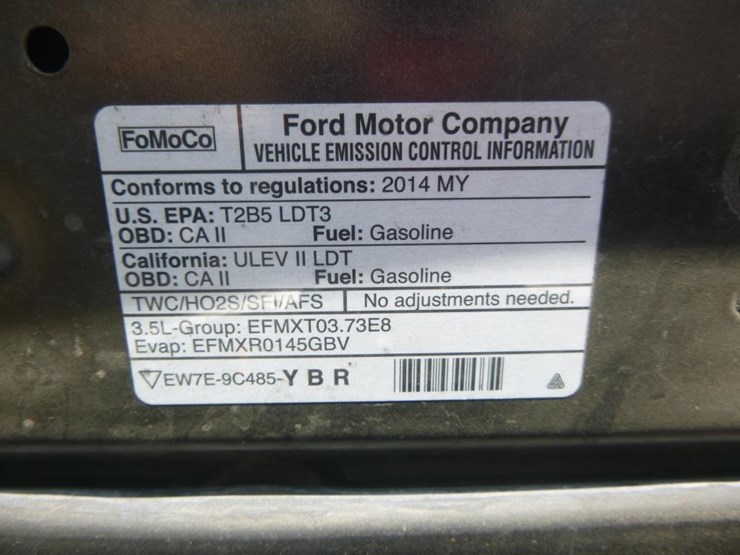 FoMoCo
Ford Motor Company
VEHICLE EMISSION CONTROL INFORMATION
Conforms to regulations: 2014 MY
U.S. EPA: T2B5 LDT3
OBD: CA II Fuel: Gasoline
California: ULEV II LDT
OBD: CA II Fuel: Gasoline
TWC/HO2S/SFI/AFS No adjustments needed.
3.5L-Group: EFMXT03.73E8
Evap: EFMXR0145GBV
EW7E-9C485-Y B R